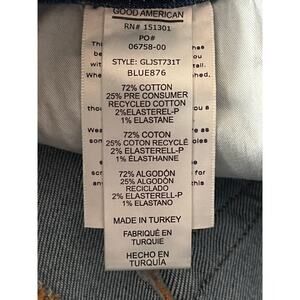 GOOD AMERICAN
RN# 151301
PO#
06758-00
STYLE: GLJST731T
BLUE876
72% COTTON
25% PRE CONSUMER
RECYCLED COTTON
2%ELASTEREL-P
1% ELASTANE
72% COTON
25% COTON RECYCLÉ
2% ELASTERELL-P
1% ÉLASTHANNE
72% ALGODÓN
25% ALGODÓN
RECICLADO
2% ELASTERELL-P
1% ELASTANO
MADE IN TURKEY
FABRIQUÉ EN
TURQUIE
HECHO EN
TURQUÍA